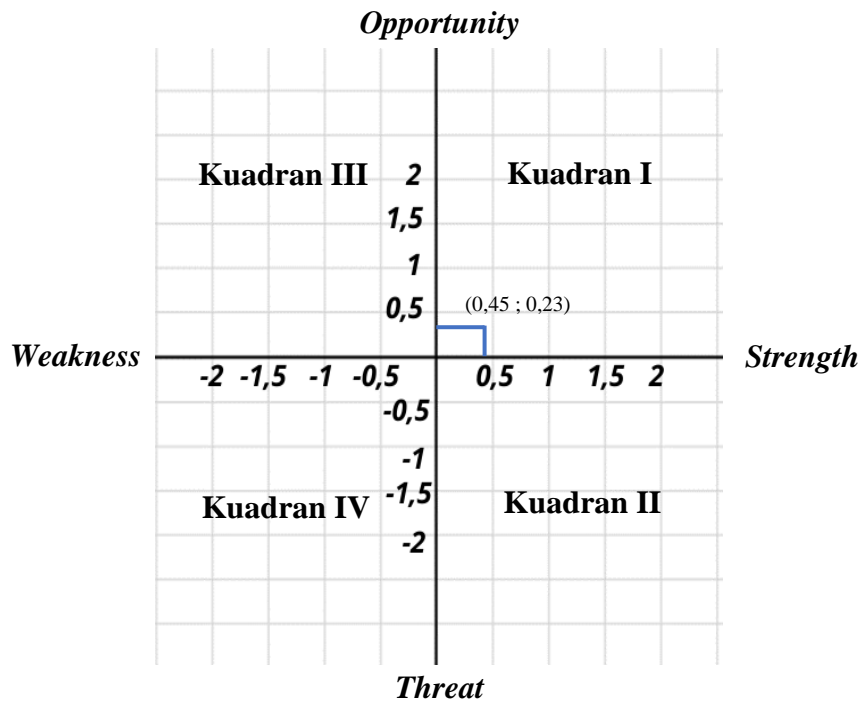 Opportunity
Kuadran III
2
Kuadran I
1,5
1
0,5
(0,45 ; 0,23)
Weakness
Strength
-2 -1,5 -1 -0,5 0,5 1 1,5 2
-0,5
-1
-1,5
Kuadran IV
Kuadran II
-2
Threat